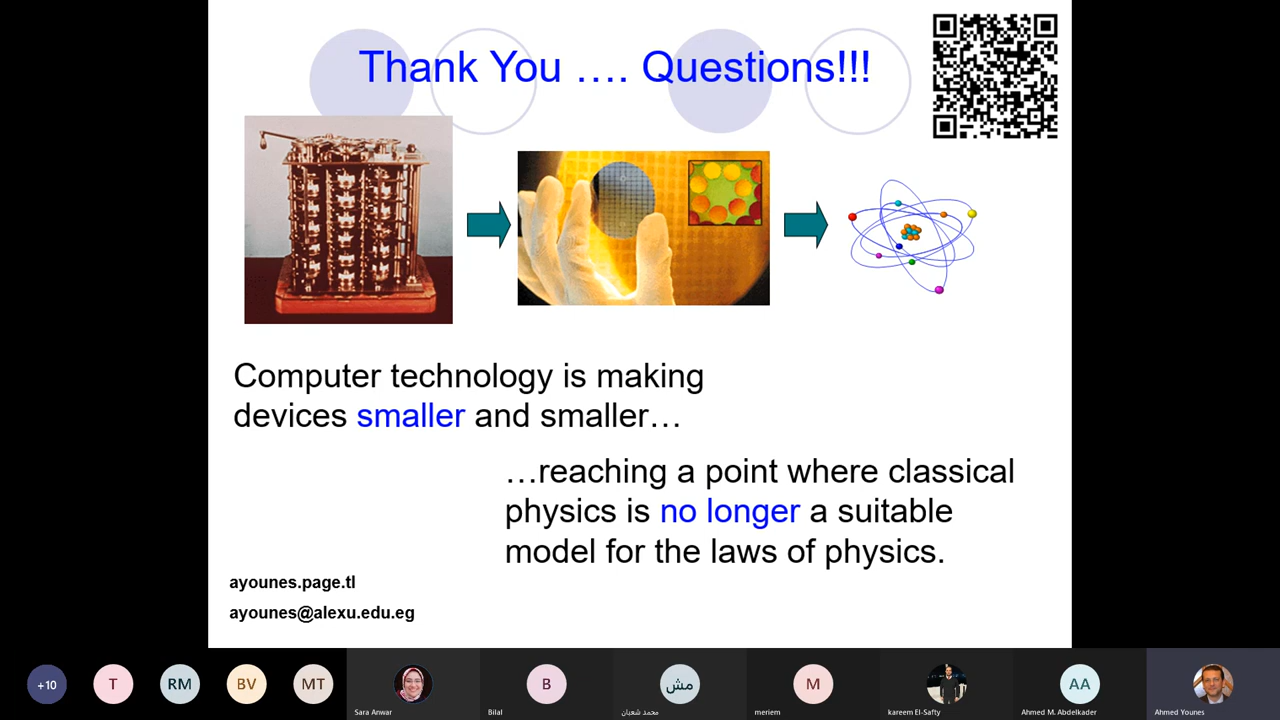 Thank You …. Questions!!!
Computer technology is making
devices smaller and smaller…
…reaching a point where classical
physics is no longer a suitable
model for the laws of physics.
ayounes.page.tl
ayounes@alexu.edu.eg
+10
T
RM
BV
MT
Sara Anwar
B
Bilal
مش
محمد شعبان
M
meriem
kareem El-Safty
AA
Ahmed M. Abdelkader
Ahmed Younes